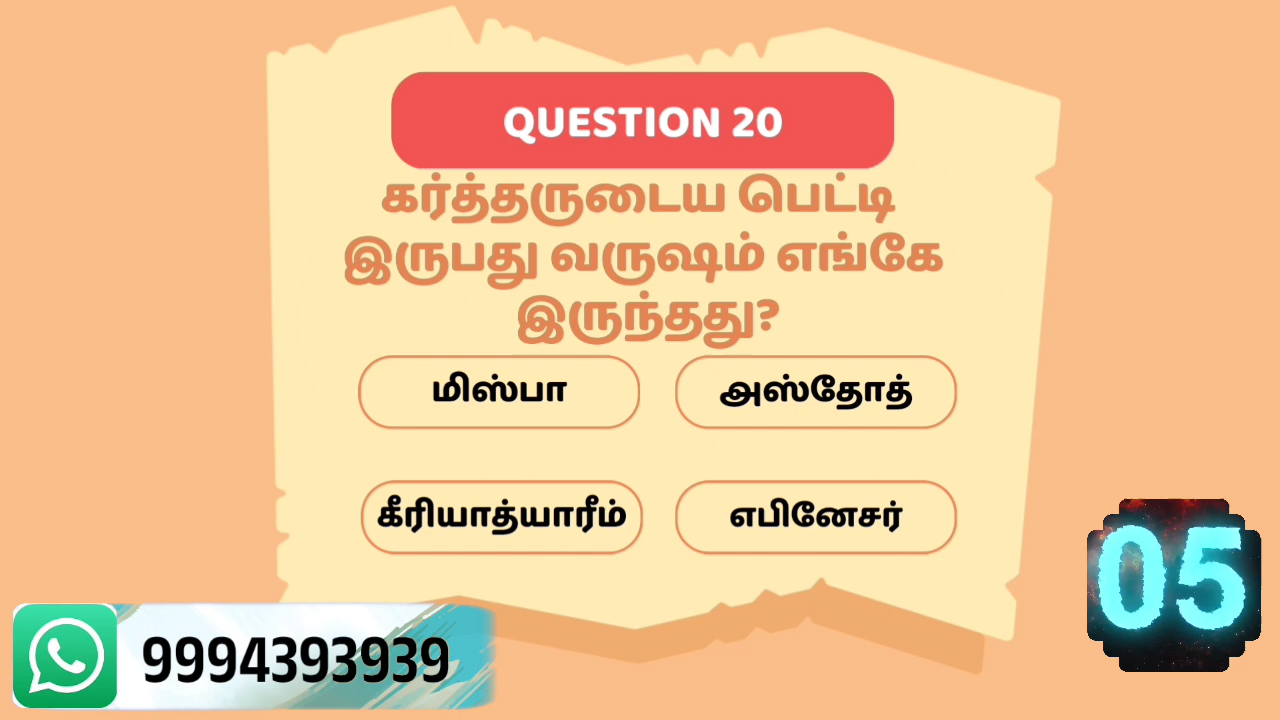 QUESTION 20
கர்த்தருடைய பெட்டி
இருபது வருஷம் எங்கே
இருந்தது?
மிஸ்பா
அஸ்தோத்
கீரியாத்யாரீம்
எபினேசர்
05
9994393939